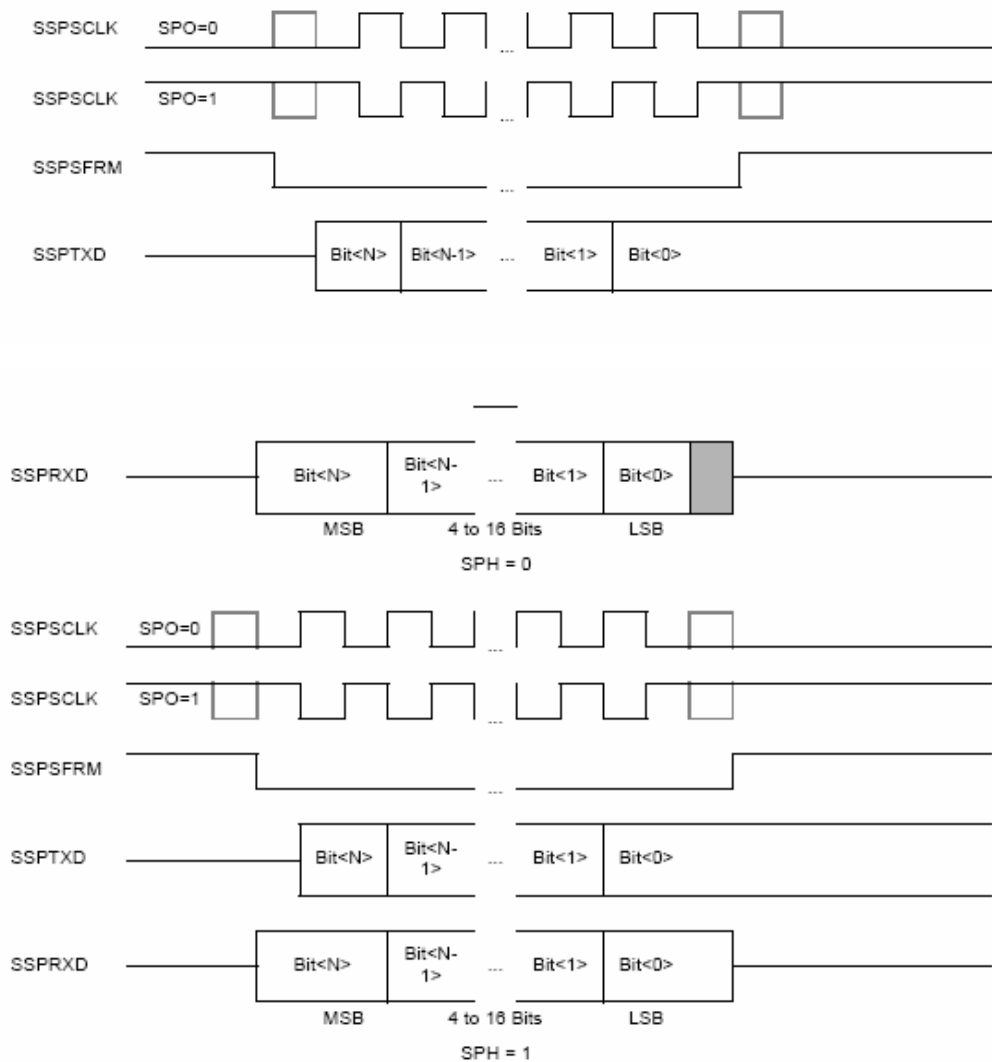 SSPSCLK SPO=0
...
SSPSCLK SPO=1
...
SSPSFRM
...
SSPTXD Bit<N> Bit<N-1> ... Bit<1> Bit<0>
SSPRXD Bit<N> Bit<N-
1> ... Bit<1> Bit<0>
MSB 4 to 16 Bits LSB
SPH = 0
SSPSCLK SPO=0
...
SSPSCLK SPO=1
...
SSPSFRM
...
SSPTXD Bit<N> Bit<N-
1> ... Bit<1> Bit<0>
SSPRXD Bit<N> Bit<N-
1> ... Bit<1> Bit<0>
MSB 4 to 16 Bits LSB
SPH = 1